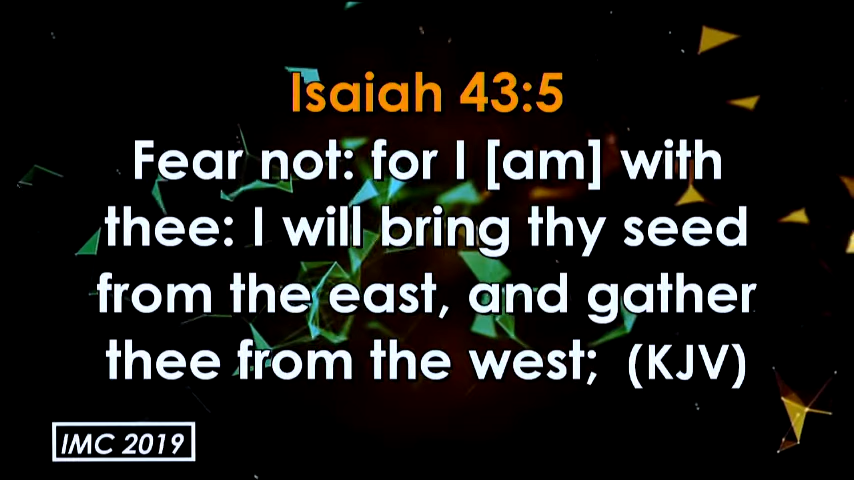 Isaiah 43:5
Fear not: for I [am] with
thee: I will bring thy seed
from the east, and gather
thee from the west; (KJV)
IMC 2019